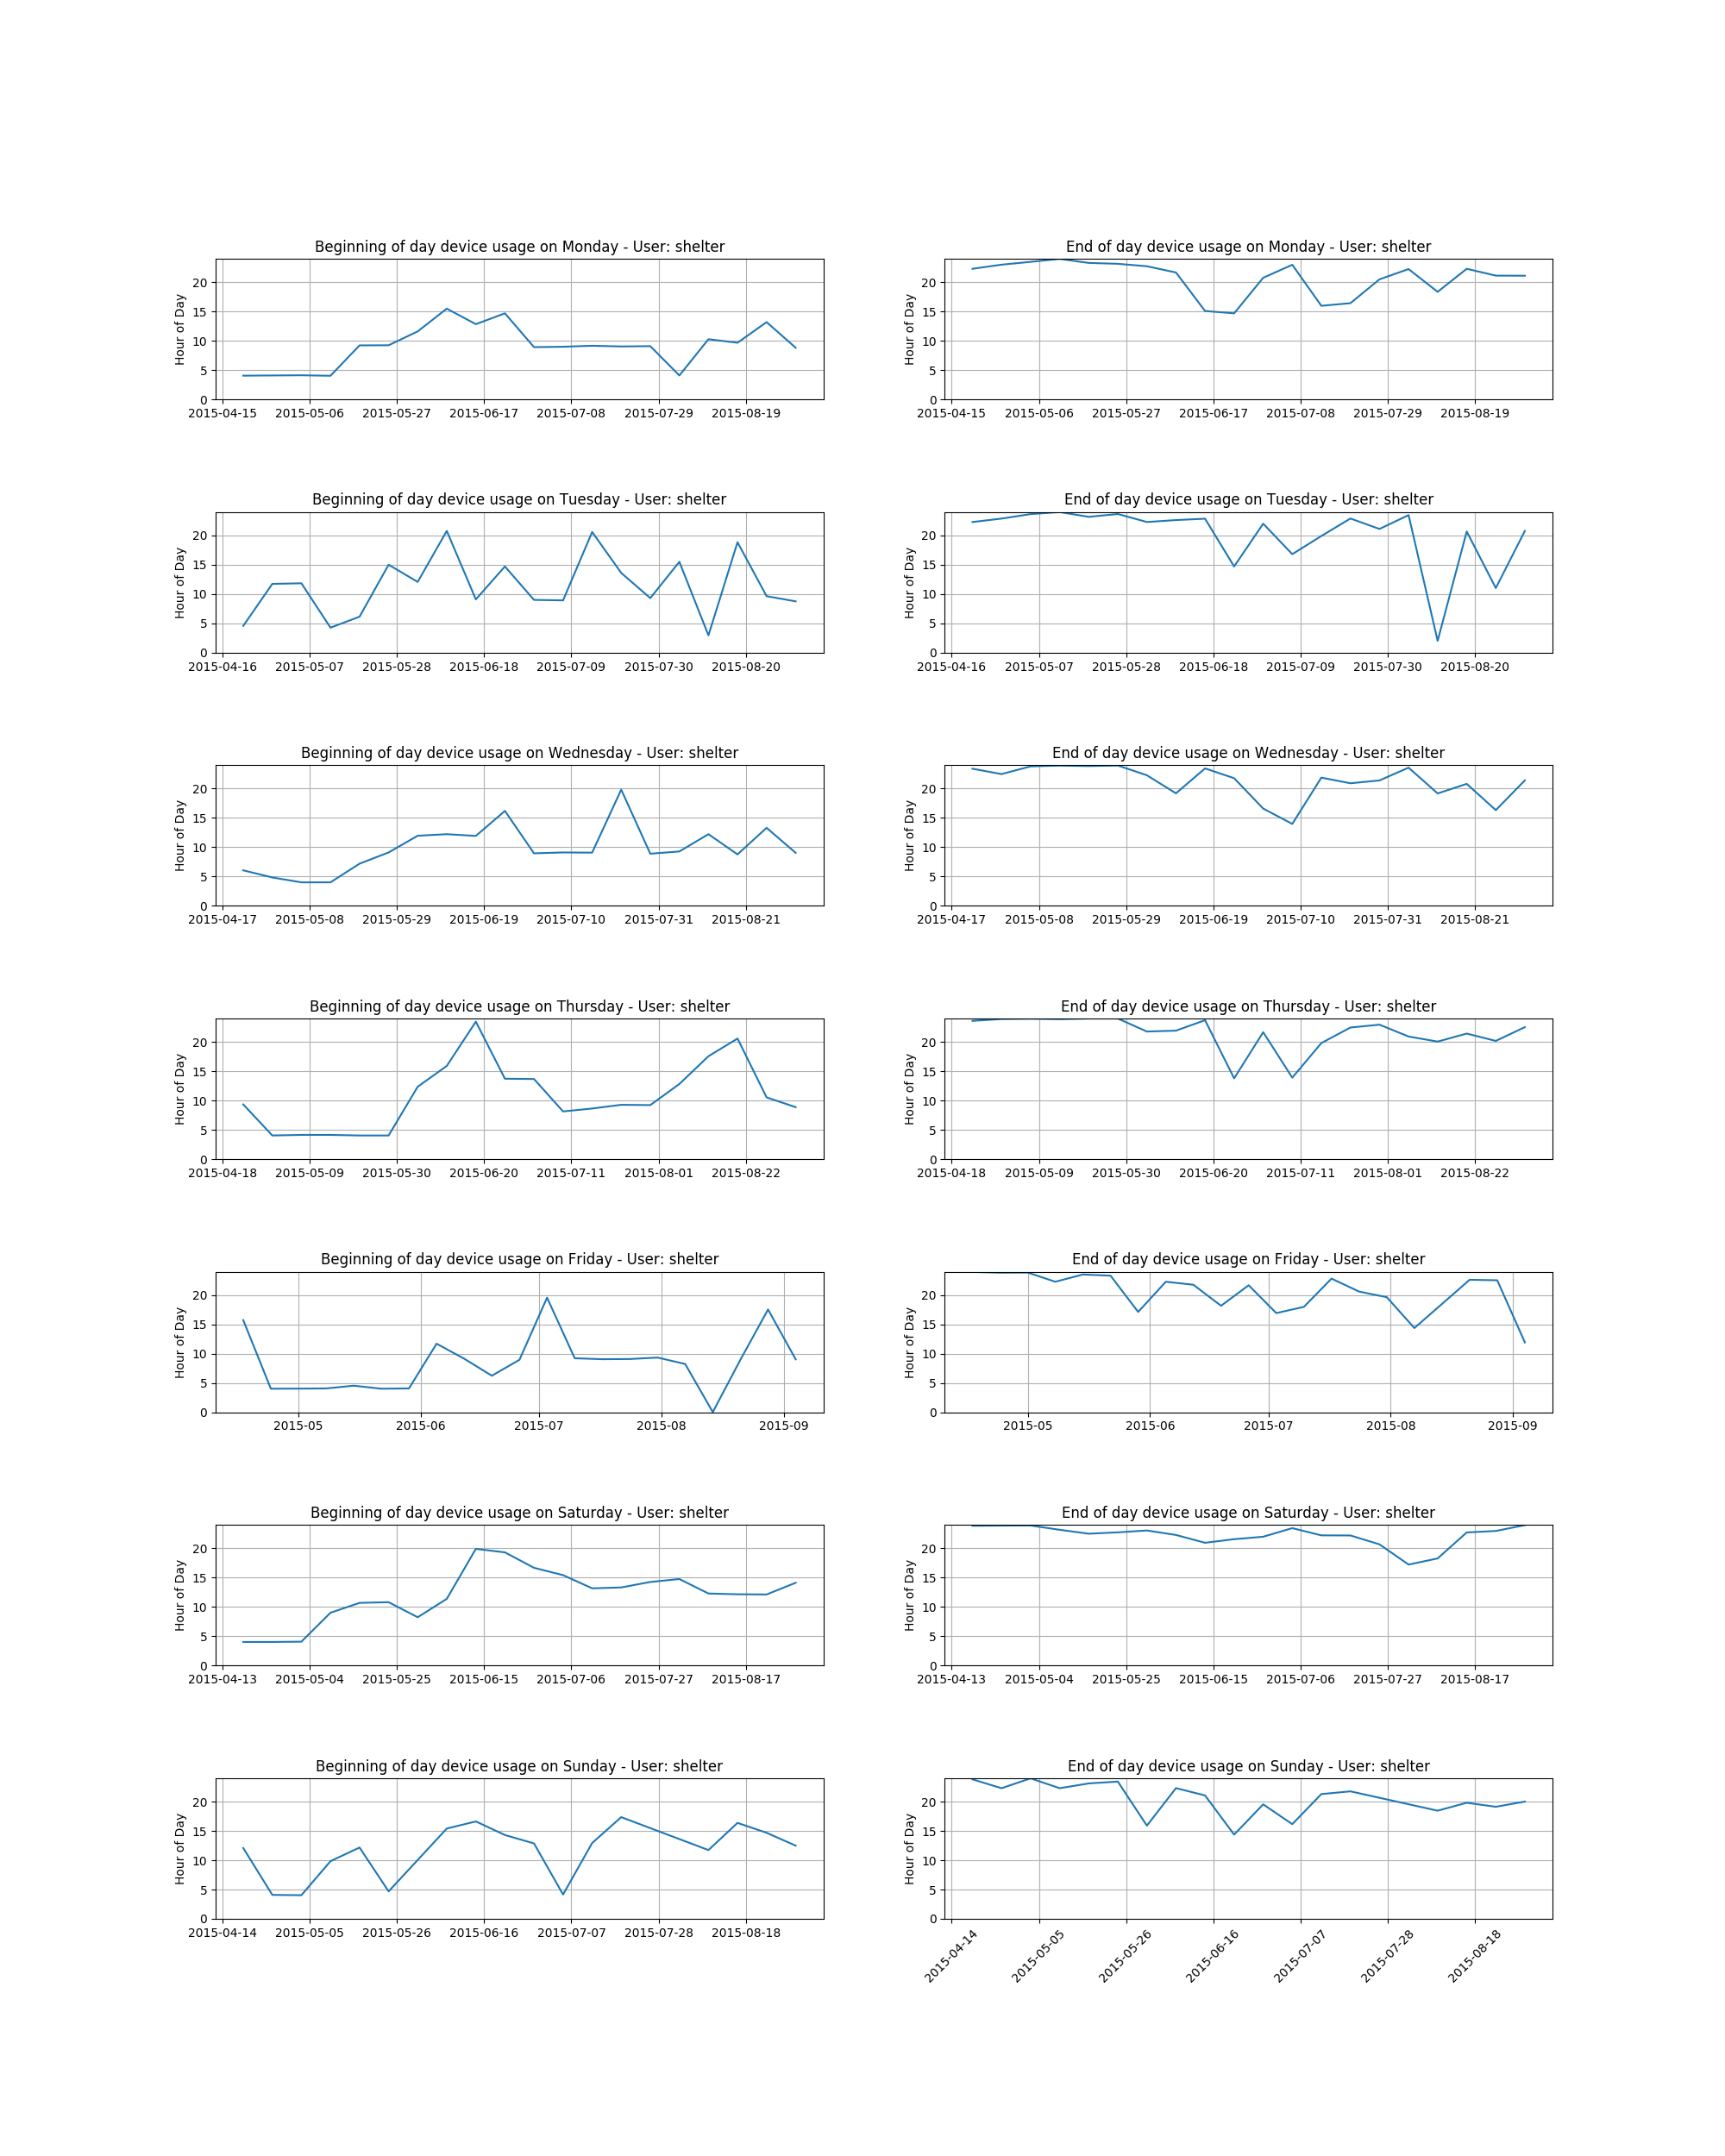 Beginning of day device usage on Monday - User: shelter
Hour of Day
20
15
10
5
0
2015-04-15 2015-05-06 2015-05-27 2015-06-17 2015-07-08 2015-07-29 2015-08-19
End of day device usage on Monday - User: shelter
Hour of Day
20
15
10
5
0
2015-04-15 2015-05-06 2015-05-27 2015-06-17 2015-07-08 2015-07-29 2015-08-19
Beginning of day device usage on Tuesday - User: shelter
Hour of Day
20
15
10
5
0
2015-04-16 2015-05-07 2015-05-28 2015-06-18 2015-07-09 2015-07-30 2015-08-20
End of day device usage on Tuesday - User: shelter
Hour of Day
20
15
10
5
0
2015-04-16 2015-05-07 2015-05-28 2015-06-18 2015-07-09 2015-07-30 2015-08-20
Beginning of day device usage on Wednesday - User: shelter
Hour of Day
20
15
10
5
0
2015-04-17 2015-05-08 2015-05-29 2015-06-19 2015-07-10 2015-07-31 2015-08-21
End of day device usage on Wednesday - User: shelter
Hour of Day
20
15
10
5
0
2015-04-17 2015-05-08 2015-05-29 2015-06-19 2015-07-10 2015-07-31 2015-08-21
Beginning of day device usage on Thursday - User: shelter
Hour of Day
20
15
10
5
0
2015-04-18 2015-05-09 2015-05-30 2015-06-20 2015-07-11 2015-08-01 2015-08-22
End of day device usage on Thursday - User: shelter
Hour of Day
20
15
10
5
0
2015-04-18 2015-05-09 2015-05-30 2015-06-20 2015-07-11 2015-08-01 2015-08-22
Beginning of day device usage on Friday - User: shelter
Hour of Day
20
15
10
5
0
2015-05 2015-06 2015-07 2015-08 2015-09
End of day device usage on Friday - User: shelter
Hour of Day
20
15
10
5
0
2015-05 2015-06 2015-07 2015-08 2015-09
Beginning of day device usage on Saturday - User: shelter
Hour of Day
20
15
10
5
0
2015-04-13 2015-05-04 2015-05-25 2015-06-15 2015-07-06 2015-07-27 2015-08-17
End of day device usage on Saturday - User: shelter
Hour of Day
20
15
10
5
0
2015-04-13 2015-05-04 2015-05-25 2015-06-15 2015-07-06 2015-07-27 2015-08-17
Beginning of day device usage on Sunday - User: shelter
Hour of Day
20
15
10
5
0
2015-04-14 2015-05-05 2015-05-26 2015-06-16 2015-07-07 2015-07-28 2015-08-18
End of day device usage on Sunday - User: shelter
Hour of Day
20
15
10
5
0
2015-04-14 2015-05-05 2015-05-26 2015-06-16 2015-07-07 2015-07-28 2015-08-18